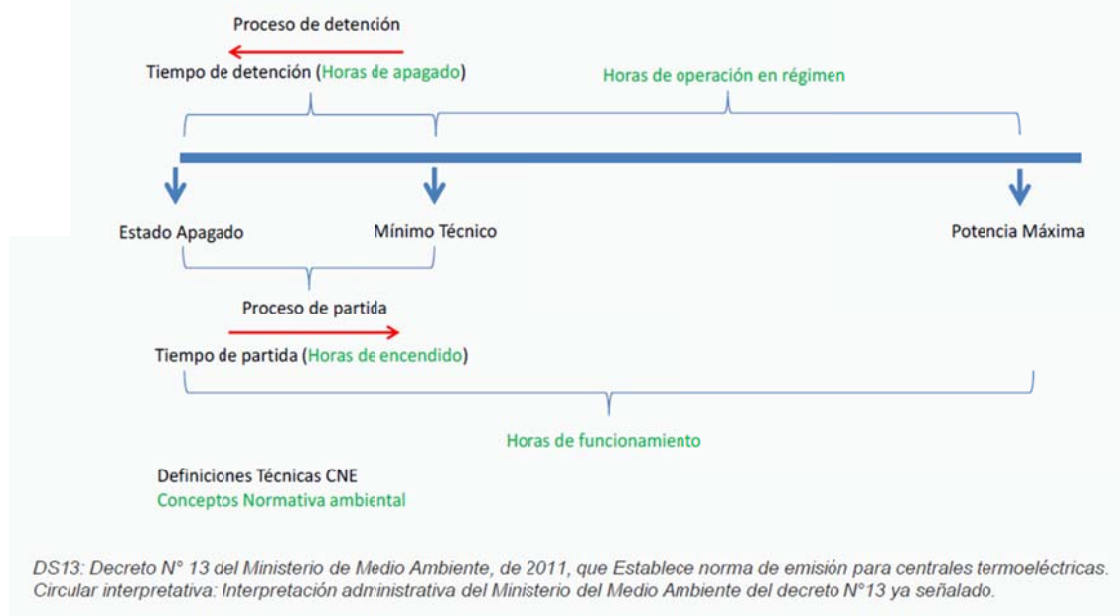 Proceso de detención
Tiempo de detención (Horas de apagado)
Horas de operación en régimen
Estado Apagado
Mínimo Técnico
Potencia Máxima
Proceso de partida
Tiempo de partida (Horas de encendido)
Horas de funcionamiento
Definiciones Técnicas CNE
Conceptos Normativa ambiental
DS13: Decreto N° 13 del Ministerio de Medio Ambiente, de 2011, que Establece norma de emisión para centrales termoeléctricas.
Circular interpretativa: Interpretación administrativa del Ministerio del Medio Ambiente del decreto N°13 ya señalado.